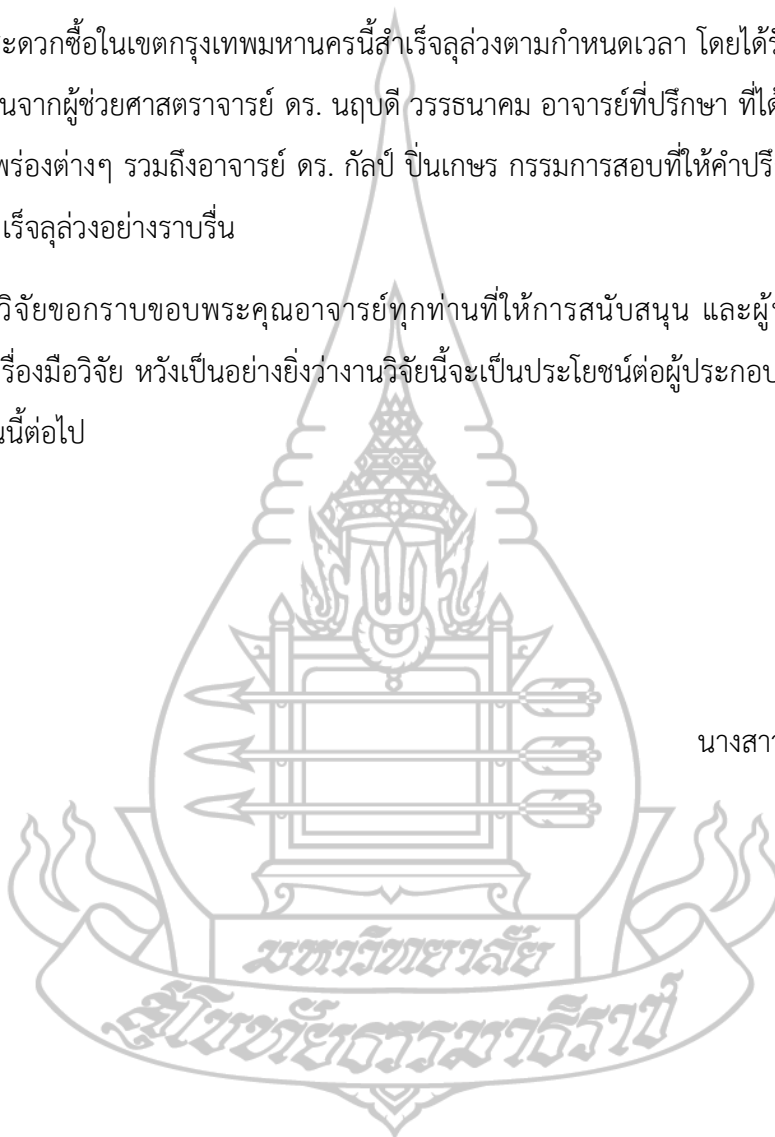 ะดวกซื้อในเขตกรุงเทพมหานครนี้สำเร็จลุล่วงตามกำหนดเวลา โดยได้รั
นจากผู้ช่วยศาสตราจารย์ ดร. นฤบดี วรรธนาคม อาจารย์ที่ปรึกษา ที่ได้
พร่องต่างๆ รวมถึงอาจารย์ ดร. กัลป์ ปิ่นเกษร กรรมการสอบที่ให้คำปรึ
เร็จลุล่วงอย่างราบรื่น
วิจัยขอกราบขอบพระคุณอาจารย์ทุกท่านที่ให้การสนับสนุน และผู้
รื่องมือวิจัย หวังเป็นอย่างยิ่งว่างานวิจัยนี้จะเป็นประโยชน์ต่อผู้ประกอบ
นี้ต่อไป
นางสาว
มหาวิทยาลัย
สุโขทัยธรรมาธิราช